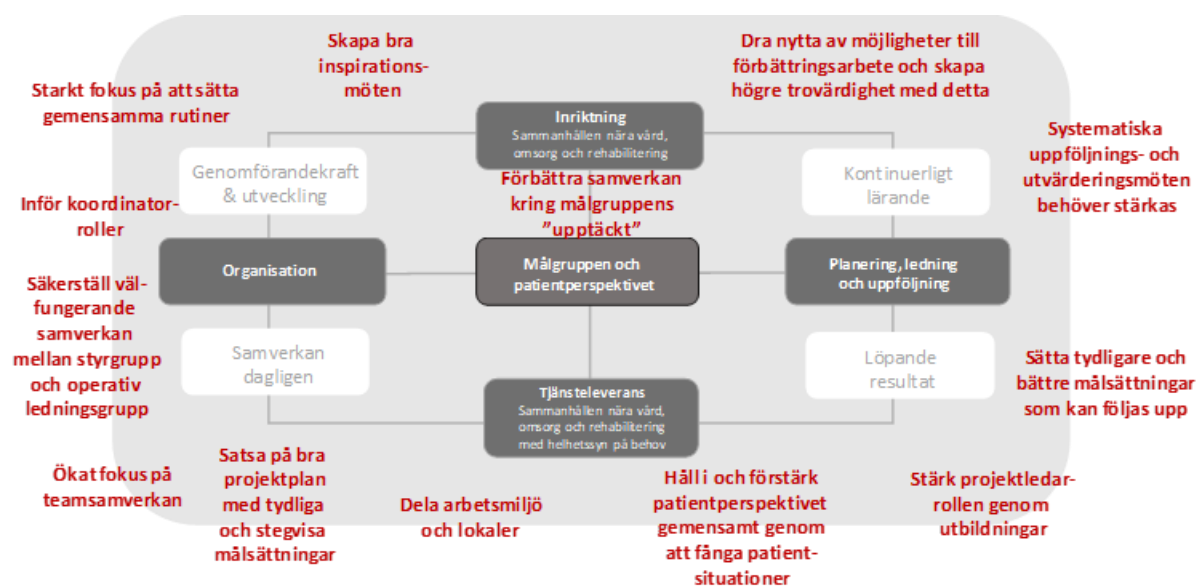 Skapa bra
inspirations-
möten
Dra nytta av möjligheter till
förbättringsarbete och skapa
högre trovärdighet med detta
Starkt fokus på att sätta
gemensamma rutiner
Inriktning
Sammanhållen nära vård,
omsorg och rehabilitering
Systematiska
uppföljnings- och
utvärderingsmöten
behöver stärkas
Genomförandekraft
& utveckling
Förbättra samverkan
kring målgruppens
”upptäckt”
Kontinuerligt
lärande
Inför koordinator-
roller
Organisation
Målgruppen och
patientperspektivet
Planering, ledning
och uppföljning
Säkerställ väl-
fungerande
samverkan
mellan styrgrupp
och operativ
ledningsgrupp
Samverkan
dagligen
Löpande
resultat
Sätta tydligare och
bättre målsättningar
som kan följas upp
Tjänsteleverans
Sammanhållen nära vård,
omsorg och rehabilitering
med helhetssyn på behov
Ökat fokus på
teamsamverkan
Satsa på bra
projektplan
med tydliga
och stegvisa
målsättningar
Dela arbetsmiljö
och lokaler
Håll i och förstärk
patientperspektivet
gemensamt genom
att fånga patient-
situationer
Stärk projektledar-
rollen genom
utbildningar